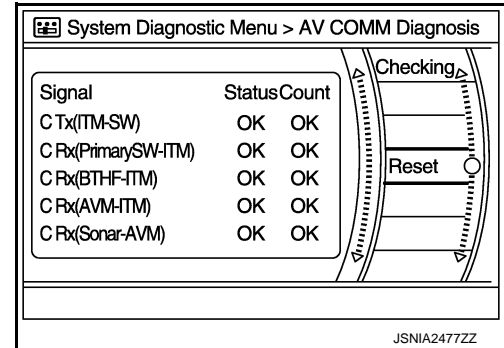 System Diagnostic Menu > AV COMM Diagnosis
Checking
Signal Status Count
C Tx(ITM-SW) OK OK
C Rx(PrimarySW-ITM) OK OK
C Rx(BTHF-ITM) OK OK
Reset
C Rx(AVM-ITM) OK OK
C Rx(Sonar-AVM) OK OK
JSNIA2477ZZ